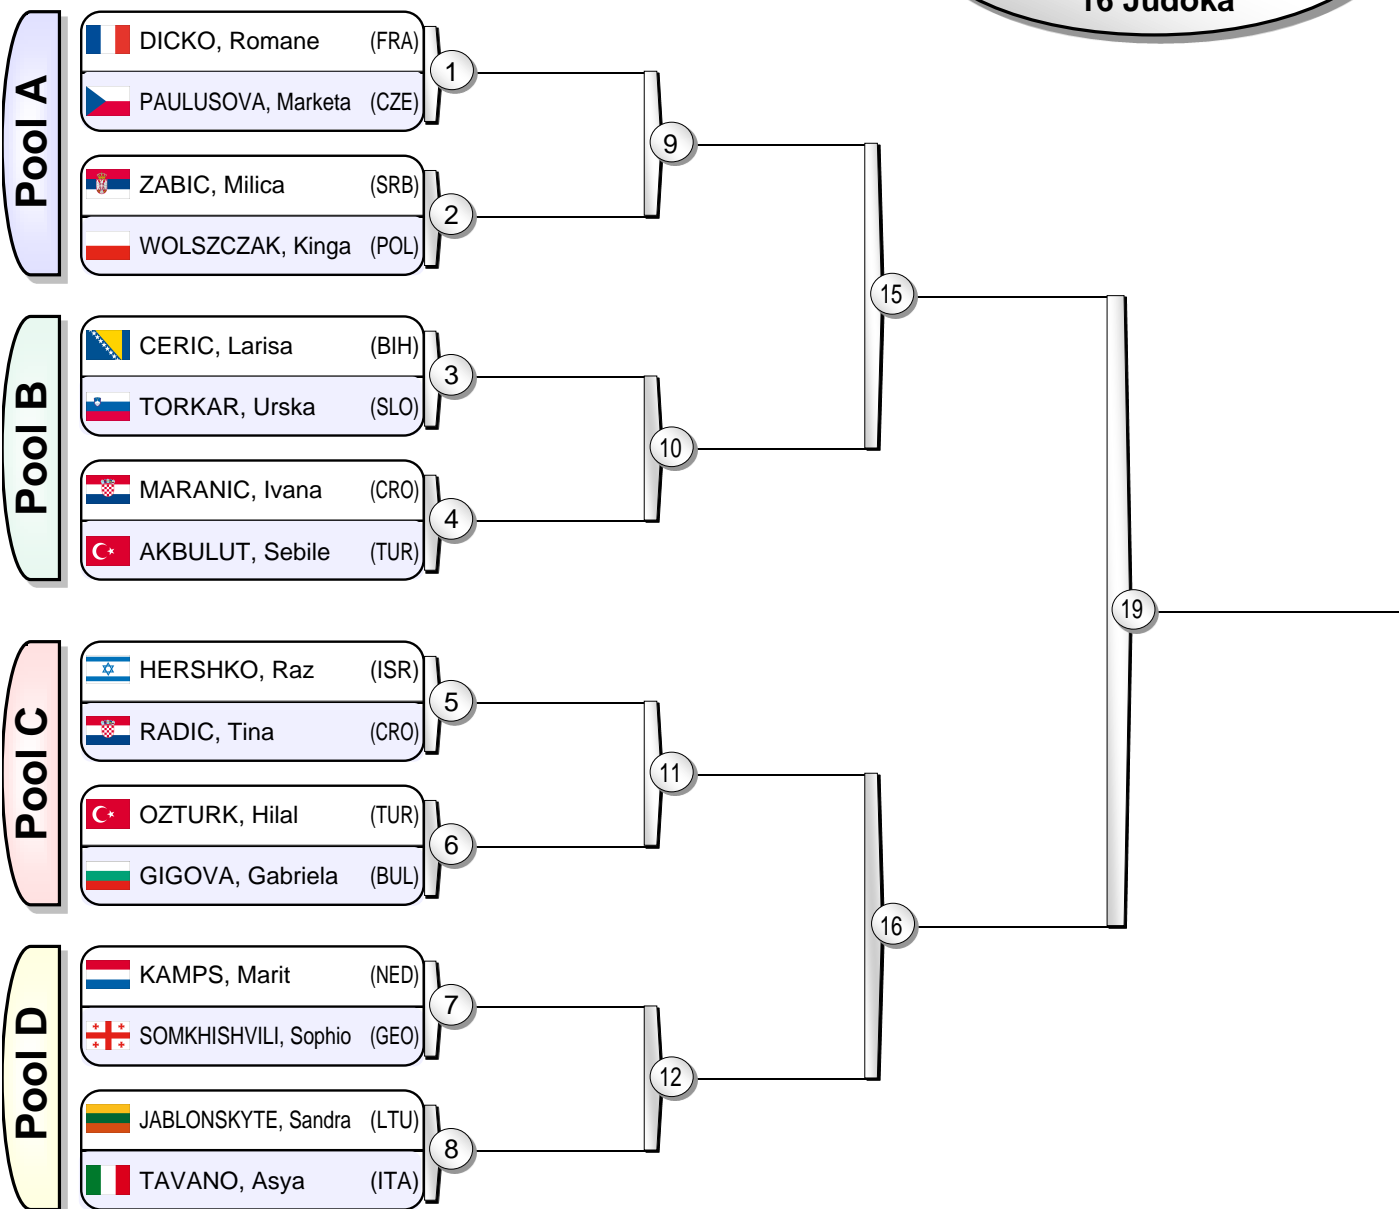 16 Judoka
Pool A
DICKO, Romane (FRA)
PAULUSOVA, Marketa (CZE)
1
ZABIC, Milica (SRB)
WOLSZCZAK, Kinga (POL)
2
9
Pool B
CERIC, Larisa (BIH)
TORKAR, Urska (SLO)
3
MARANIC, Ivana (CRO)
AKBULUT, Sebile (TUR)
4
10
15
Pool C
HERSHKO, Raz (ISR)
RADIC, Tina (CRO)
5
OZTURK, Hilal (TUR)
GIGOVA, Gabriela (BUL)
6
11
Pool D
KAMPS, Marit (NED)
SOMKHISHVILI, Sophio (GEO)
7
JABLONSKYTE, Sandra (LTU)
TAVANO, Asya (ITA)
8
12
16
19